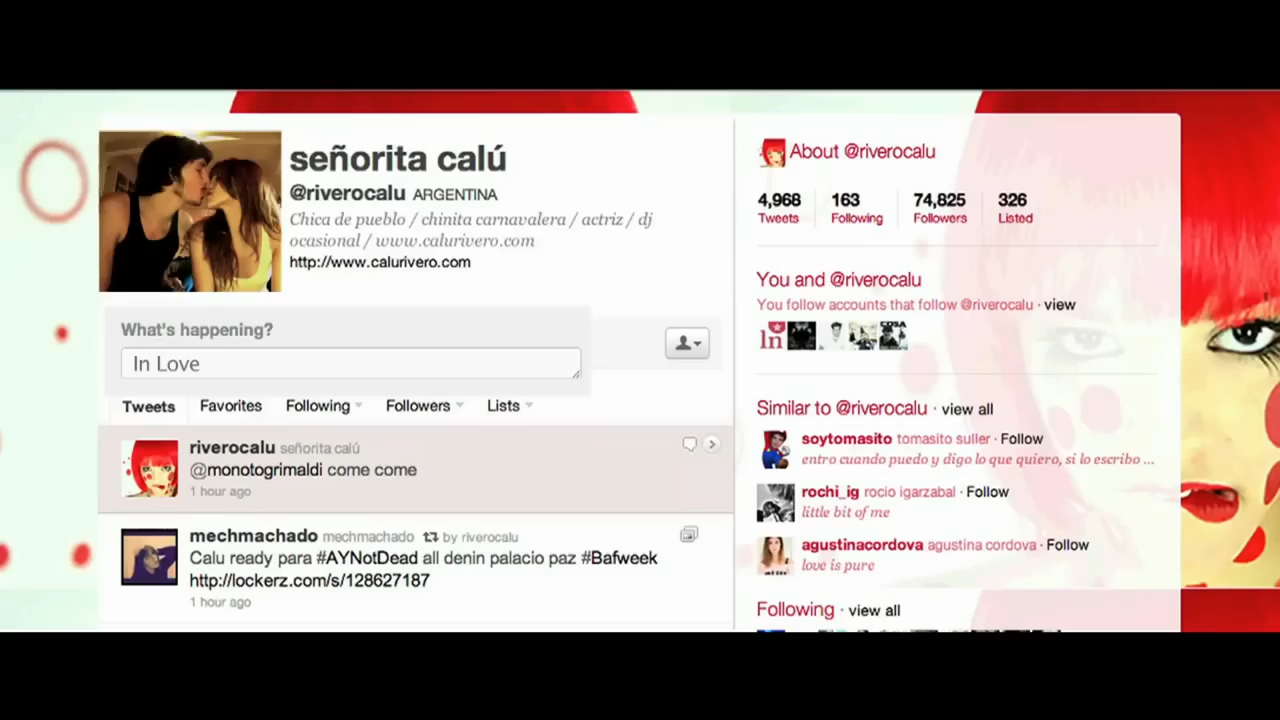 señorita calú
@riverocalu ARGENTINA
Chica de pueblo / chinita carnavalera / actriz / dj
ocasional / www.calurivero.com
http://www.calurivero.com
What's happening?
In Love
Tweets Favorites Following Followers Lists
riverocalu señorita calú
@monotogrimaldi come come
1 hour ago
mechmachado mechmachado by riverocalu
Calu ready para #AYNotDead all denin palacio paz #Bafweek
http://lockerz.com/s/128627187
1 hour ago
About @riverocalu
4,968 163 74,825 326
Tweets Following Followers Listed
You and @riverocalu
You follow accounts that follow @riverocalu · view
ln
Similar to @riverocalu · view all
soytomasito tomasito suller · Follow
entro cuando puedo y digo lo que quiero, si lo escribo ...
rochi_ig rocio igarzabal · Follow
little bit of me
agustinacordova agustina cordova · Follow
love is pure
Following · view all